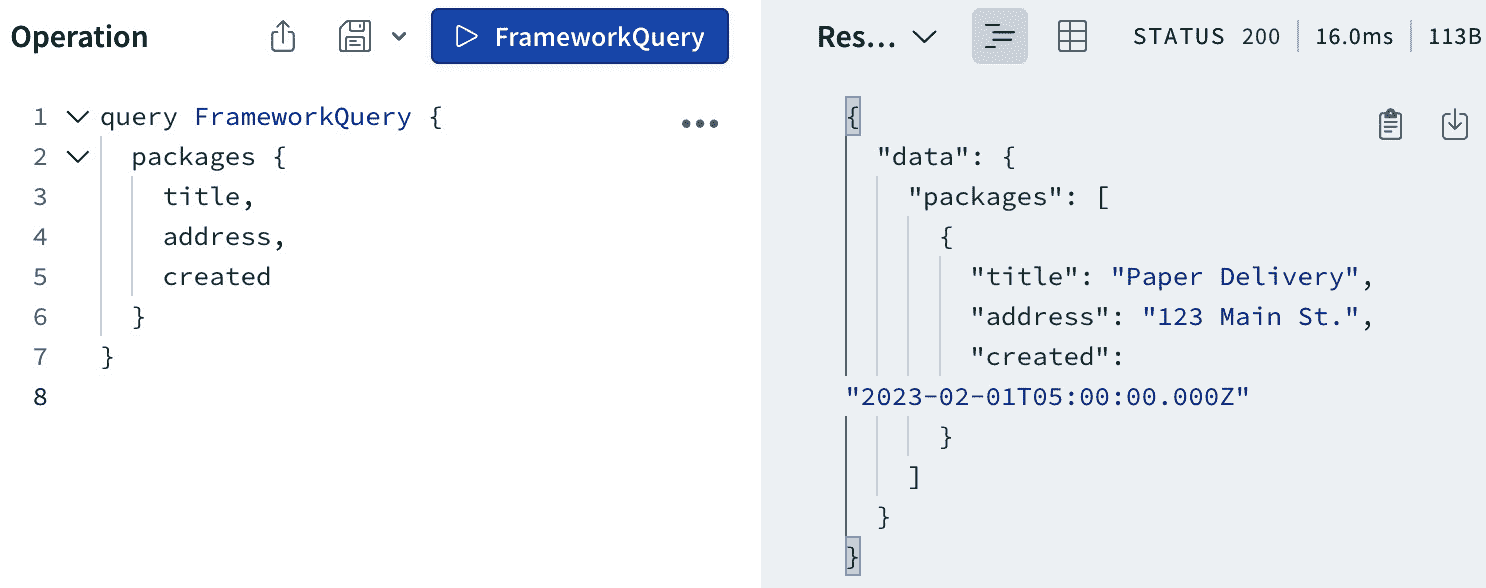 Operation
FrameworkQuery
Res...
STATUS 200
16.0ms
113B
1 query FrameworkQuery {
2 packages {
3 title,
4 address,
5 created
6 }
7 }
8
{
"data": {
"packages": [
{
"title": "Paper Delivery",
"address": "123 Main St.",
"created":
"2023-02-01T05:00:00.000Z"
}
]
}
}